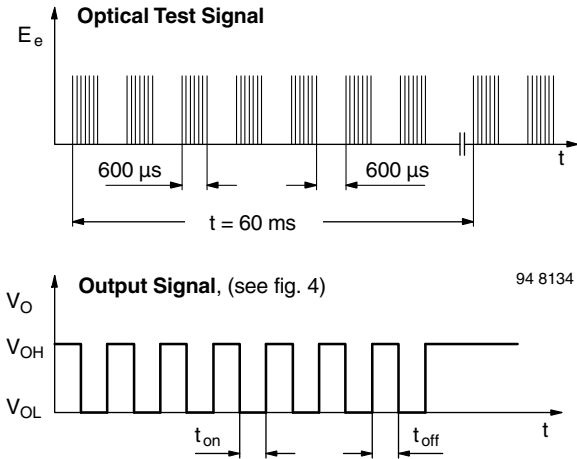 Optical Test Signal
E e
t
600 µs
600 µs
t = 60 ms
Output Signal, (see fig. 4)
94 8134
VO
VOH
VOL
t
ton
toff